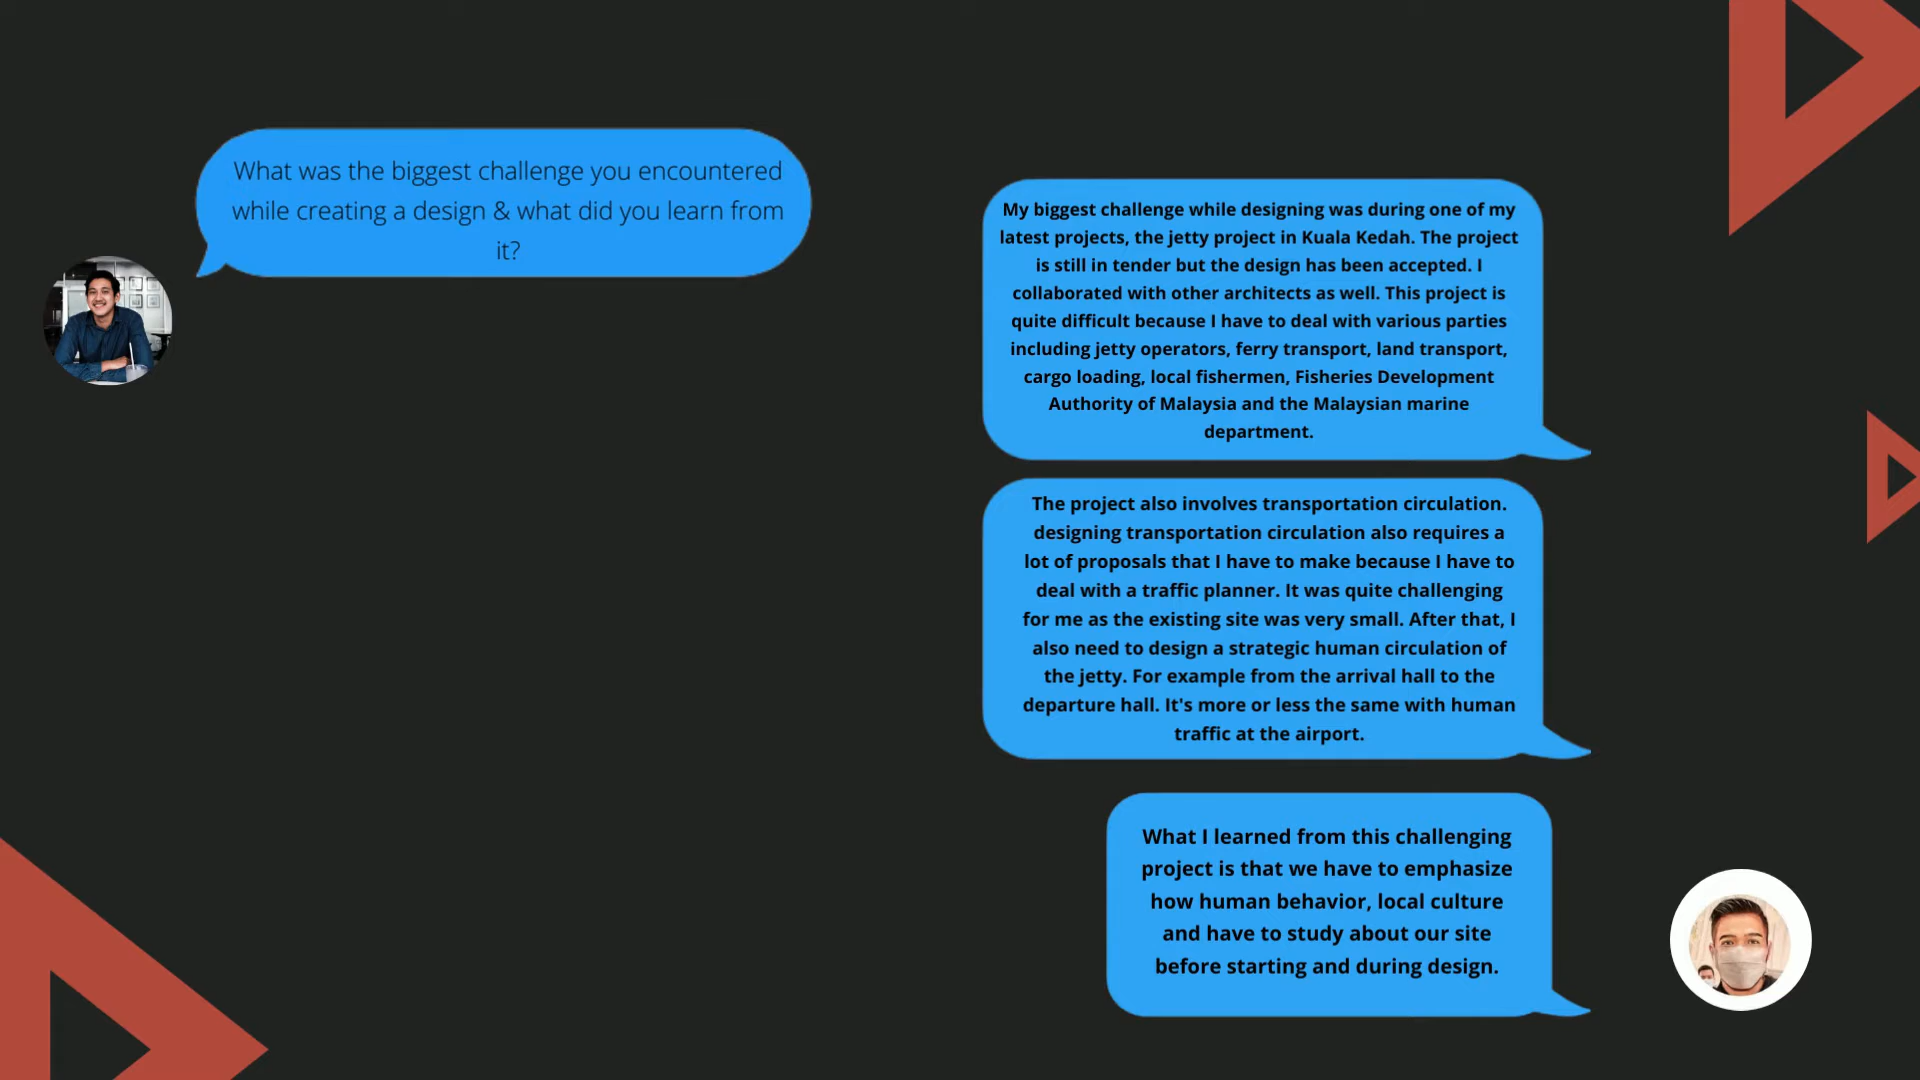 What was the biggest challenge you encountered
while creating a design & what did you learn from
it?
My biggest challenge while designing was during one of my
latest projects, the jetty project in Kuala Kedah. The project
is still in tender but the design has been accepted. I
collaborated with other architects as well. This project is
quite difficult because I have to deal with various parties
including jetty operators, ferry transport, land transport,
cargo loading, local fishermen, Fisheries Development
Authority of Malaysia and the Malaysian marine
department.
The project also involves transportation circulation.
designing transportation circulation also requires a
lot of proposals that I have to make because I have to
deal with a traffic planner. It was quite challenging
for me as the existing site was very small. After that, I
also need to design a strategic human circulation of
the jetty. For example from the arrival hall to the
departure hall. It's more or less the same with human
traffic at the airport.
What I learned from this challenging
project is that we have to emphasize
how human behavior, local culture
and have to study about our site
before starting and during design.